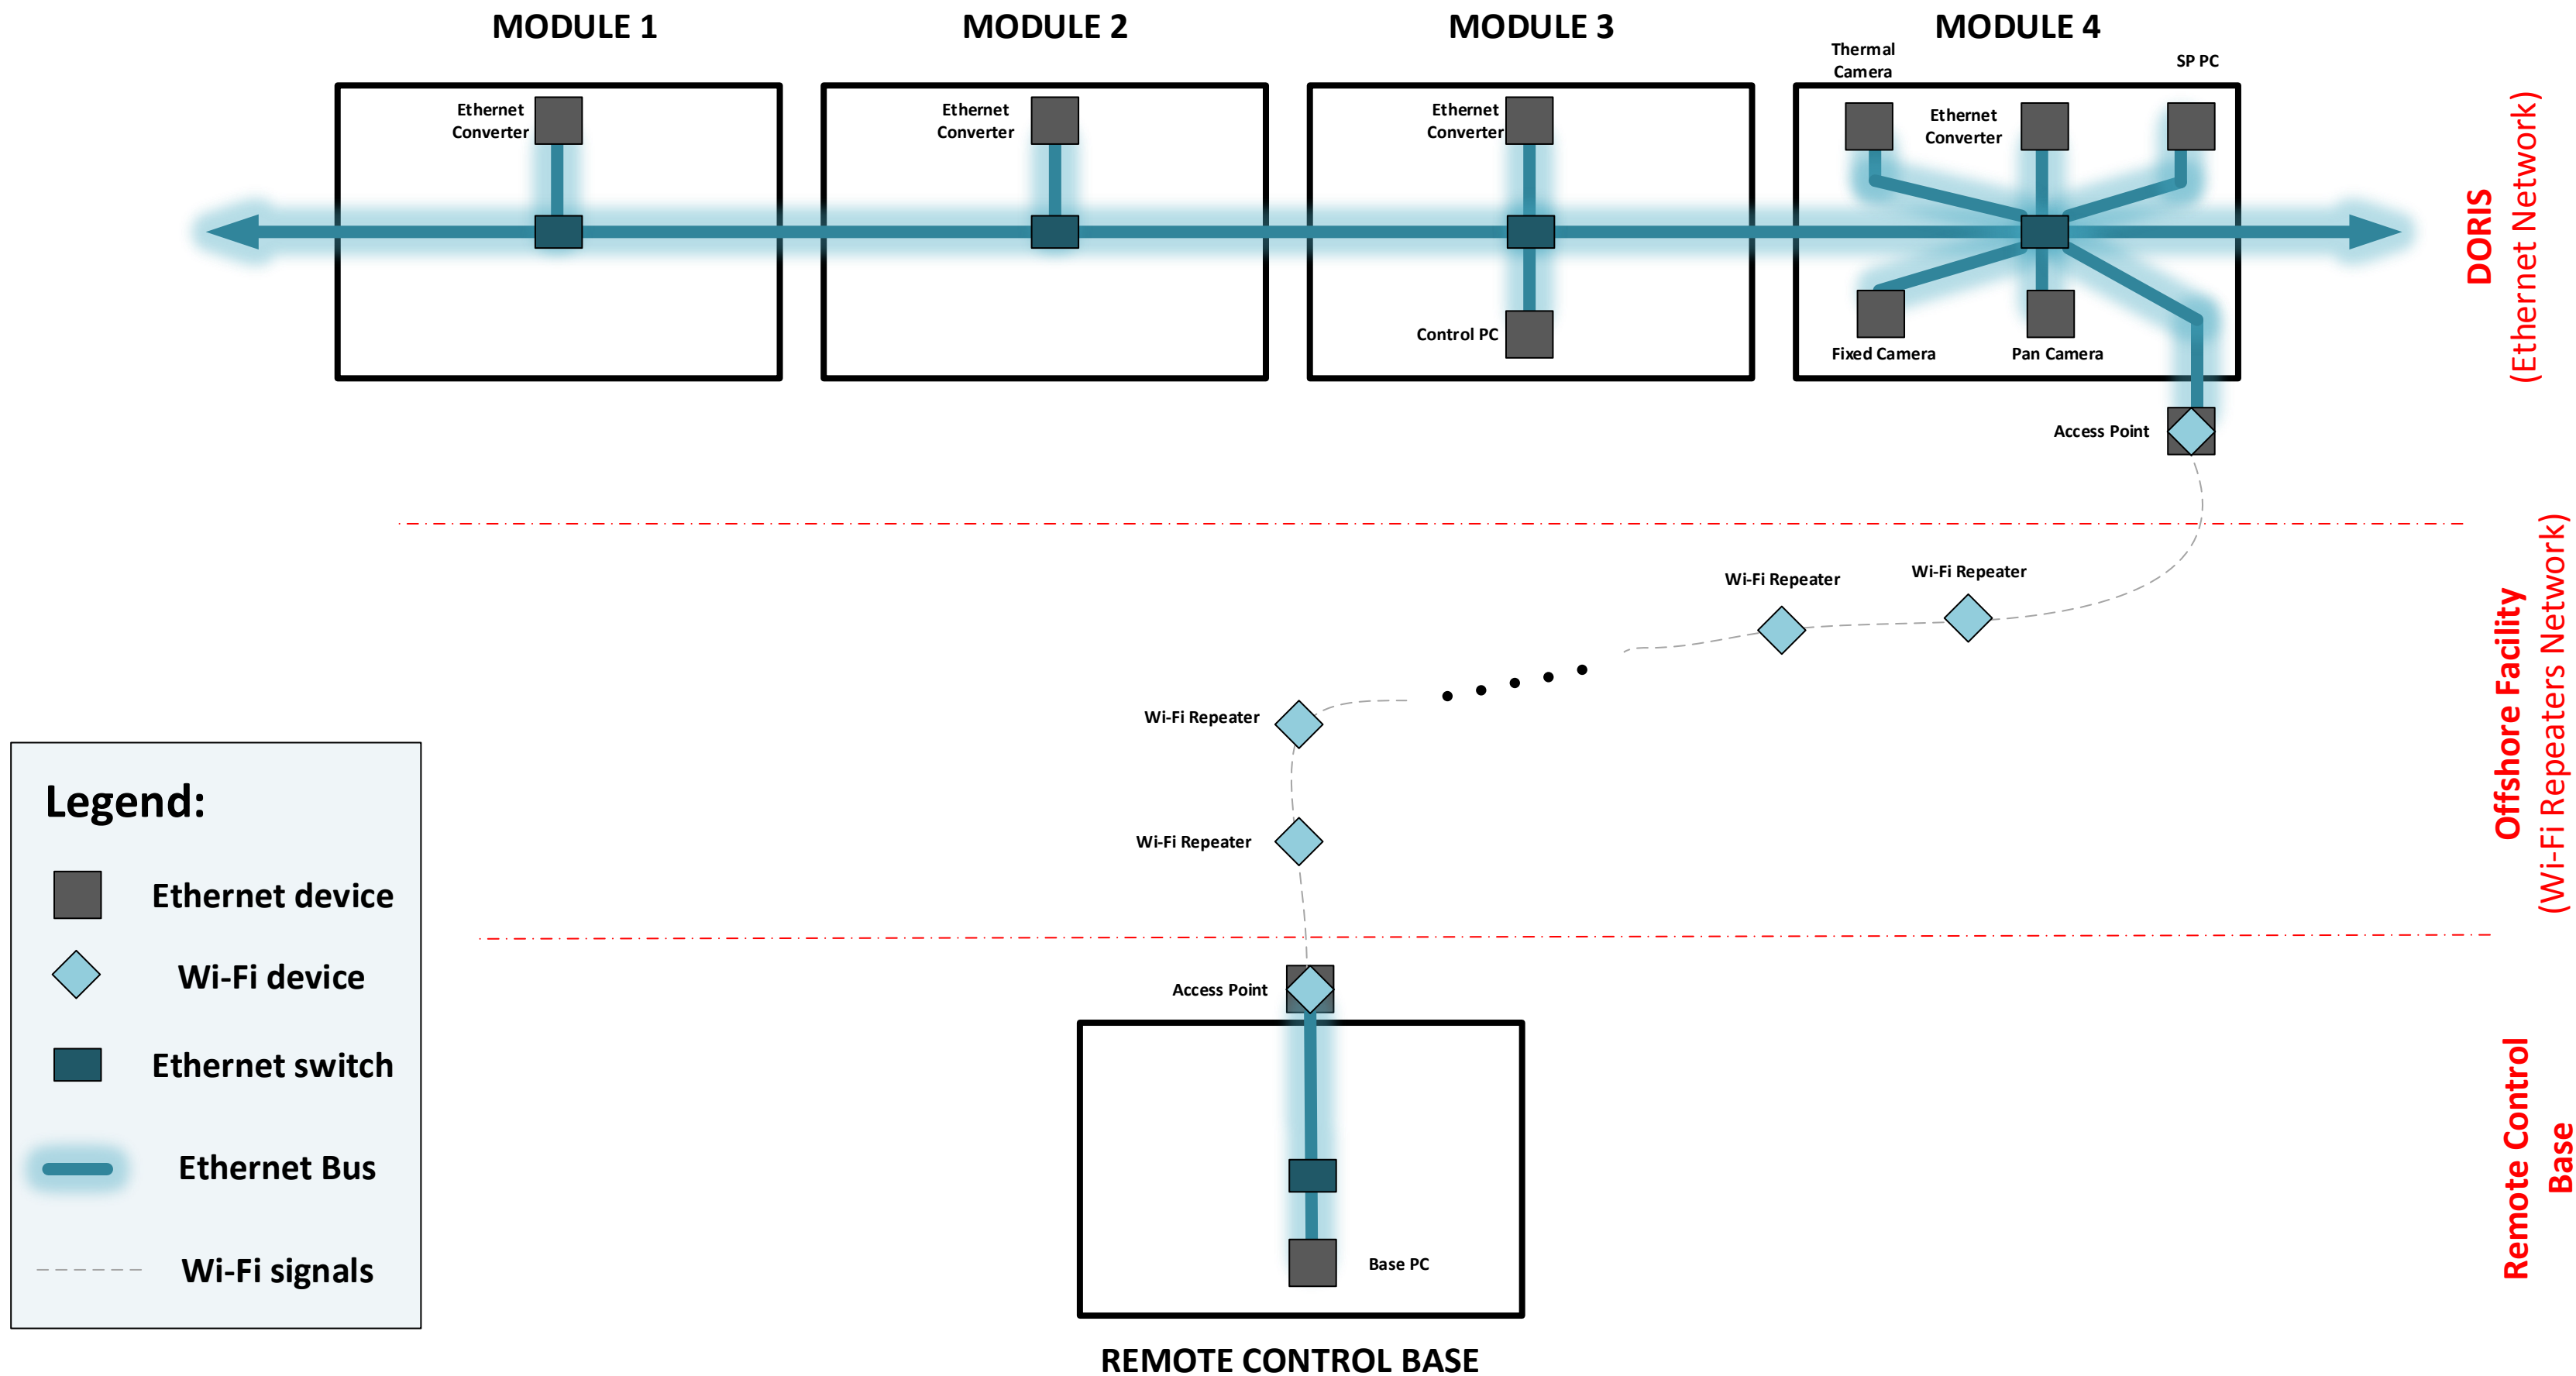 MODULE 1
MODULE 2
MODULE 3
MODULE 4
Thermal
Camera
SP PC
Ethernet
Converter
Ethernet
Converter
Ethernet
Converter
Ethernet
Converter
Control PC
Fixed Camera
Pan Camera
Access Point
DORIS
(Ethernet Network)
Wi-Fi Repeater
Wi-Fi Repeater
Wi-Fi Repeater
Wi-Fi Repeater
Offshore Facility
(Wi-Fi Repeaters Network)
Legend:
Ethernet device
Wi-Fi device
Ethernet switch
Ethernet Bus
Wi-Fi signals
Access Point
Base PC
REMOTE CONTROL BASE
Remote Control
Base